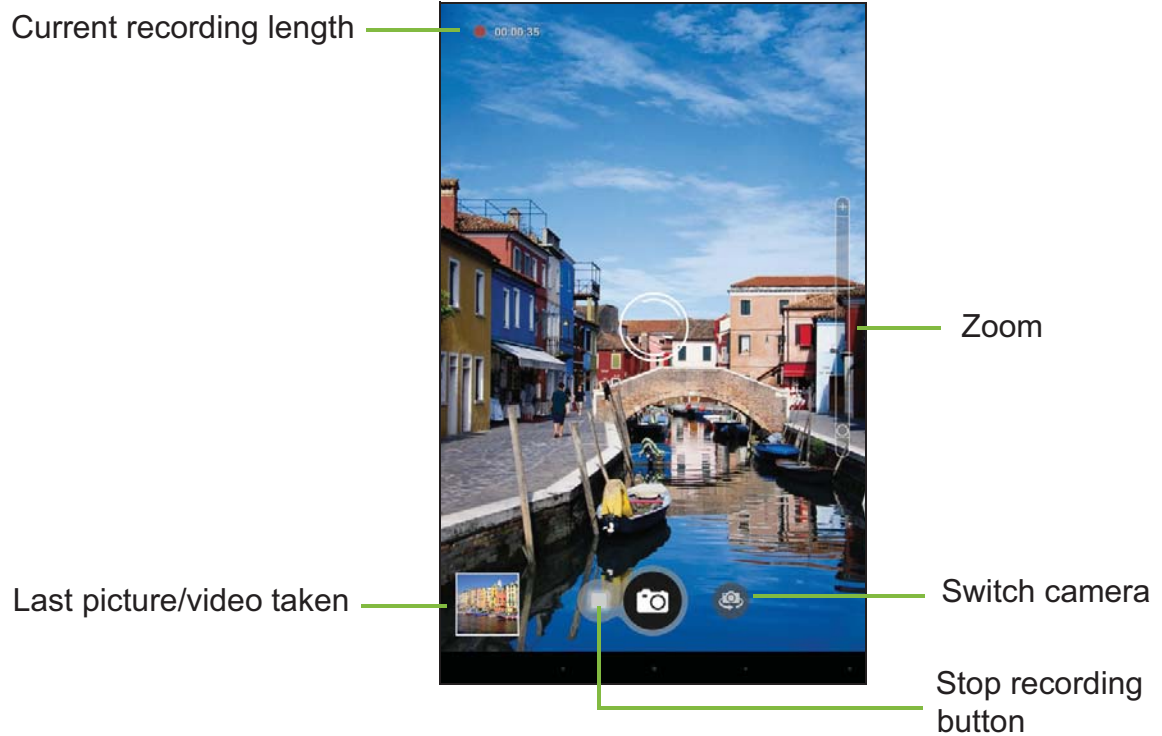 Current recording length
00:00:35
Zoom
Last picture/video taken
Switch camera
Stop recording
button